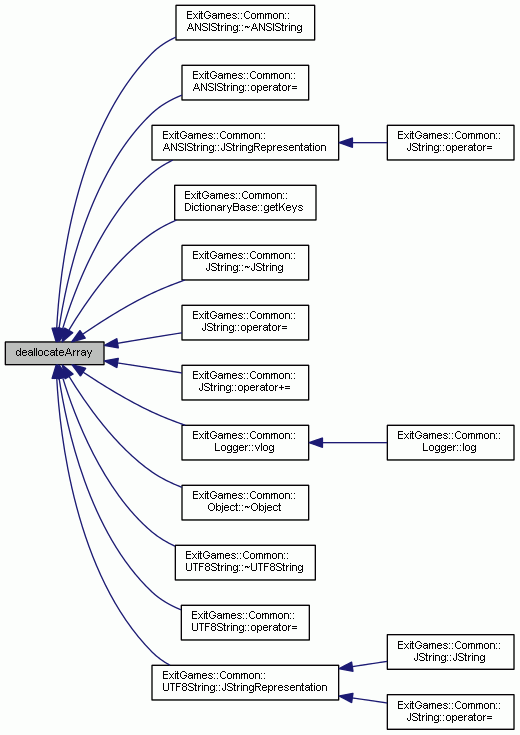 ExitGames::Common::
ANSIString::~ANSIString
ExitGames::Common::
ANSIString::operator=
ExitGames::Common::
ANSIString::JStringRepresentation
ExitGames::Common::
JString::operator=
ExitGames::Common::
DictionaryBase::getKeys
ExitGames::Common::
JString::~JString
ExitGames::Common::
JString::operator=
deallocateArray
ExitGames::Common::
JString::operator+=
ExitGames::Common::
Logger::vlog
ExitGames::Common::
Logger::log
ExitGames::Common::
Object::~Object
ExitGames::Common::
UTF8String::~UTF8String
ExitGames::Common::
UTF8String::operator=
ExitGames::Common::
UTF8String::JStringRepresentation
ExitGames::Common::
JString::JString
ExitGames::Common::
JString::operator=